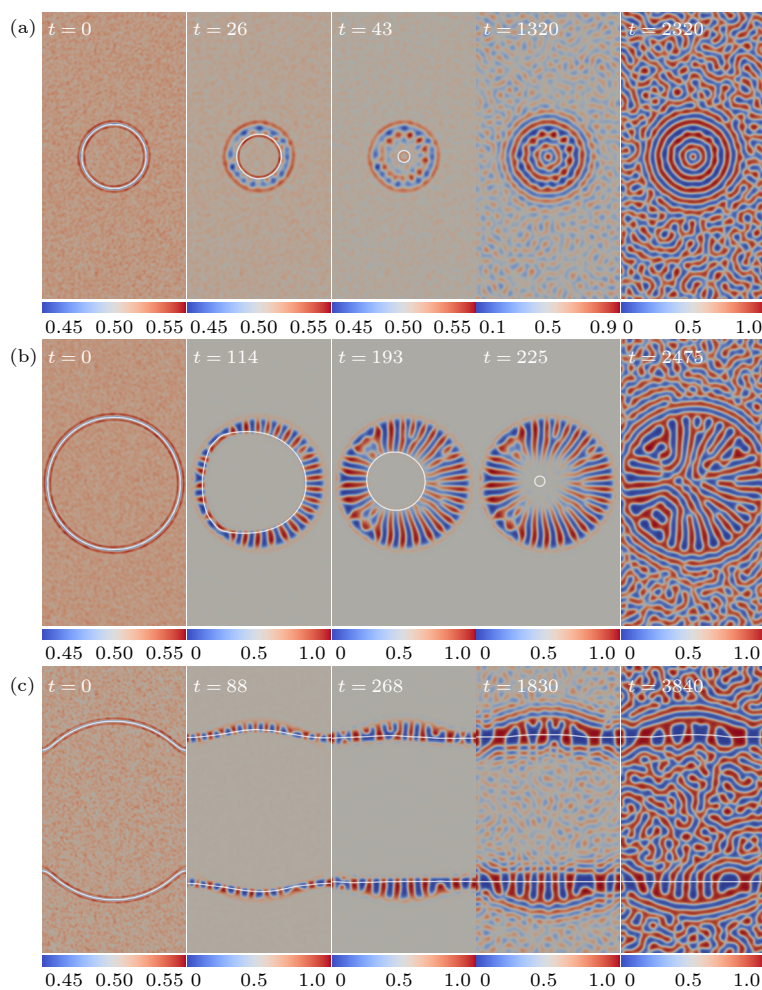 (a) t = 0 t = 26 t = 43 t = 1320 t = 2320
0.45 0.50 0.55 0.45 0.50 0.55 0.45 0.50 0.55 0.1 0.5 0.9 0 0.5 1.0
(b) t = 0 t = 114 t = 193 t = 225 t = 2475
0.45 0.50 0.55 0 0.5 1.0 0 0.5 1.0 0 0.5 1.0 0 0.5 1.0
(c) t = 0 t = 88 t = 268 t = 1830 t = 3840
0.45 0.50 0.55 0 0.5 1.0 0 0.5 1.0 0 0.5 1.0 0 0.5 1.0